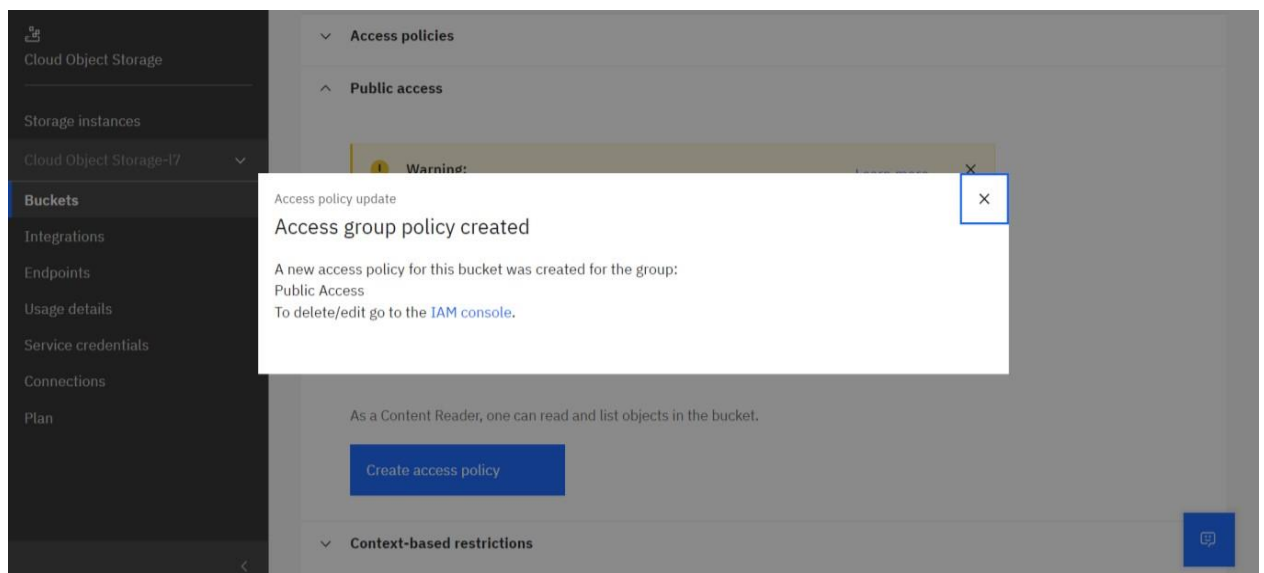 Cloud Object Storage
Storage instances
Cloud Object Storage-l7
Buckets
Integrations
Endpoints
Usage details
Service credentials
Connections
Plan
Access policies
Public access
Warning:
Learn more
Access policy update
Access group policy created
A new access policy for this bucket was created for the group:
Public Access
To delete/edit go to the IAM console.
As a Content Reader, one can read and list objects in the bucket.
Create access policy
Context-based restrictions